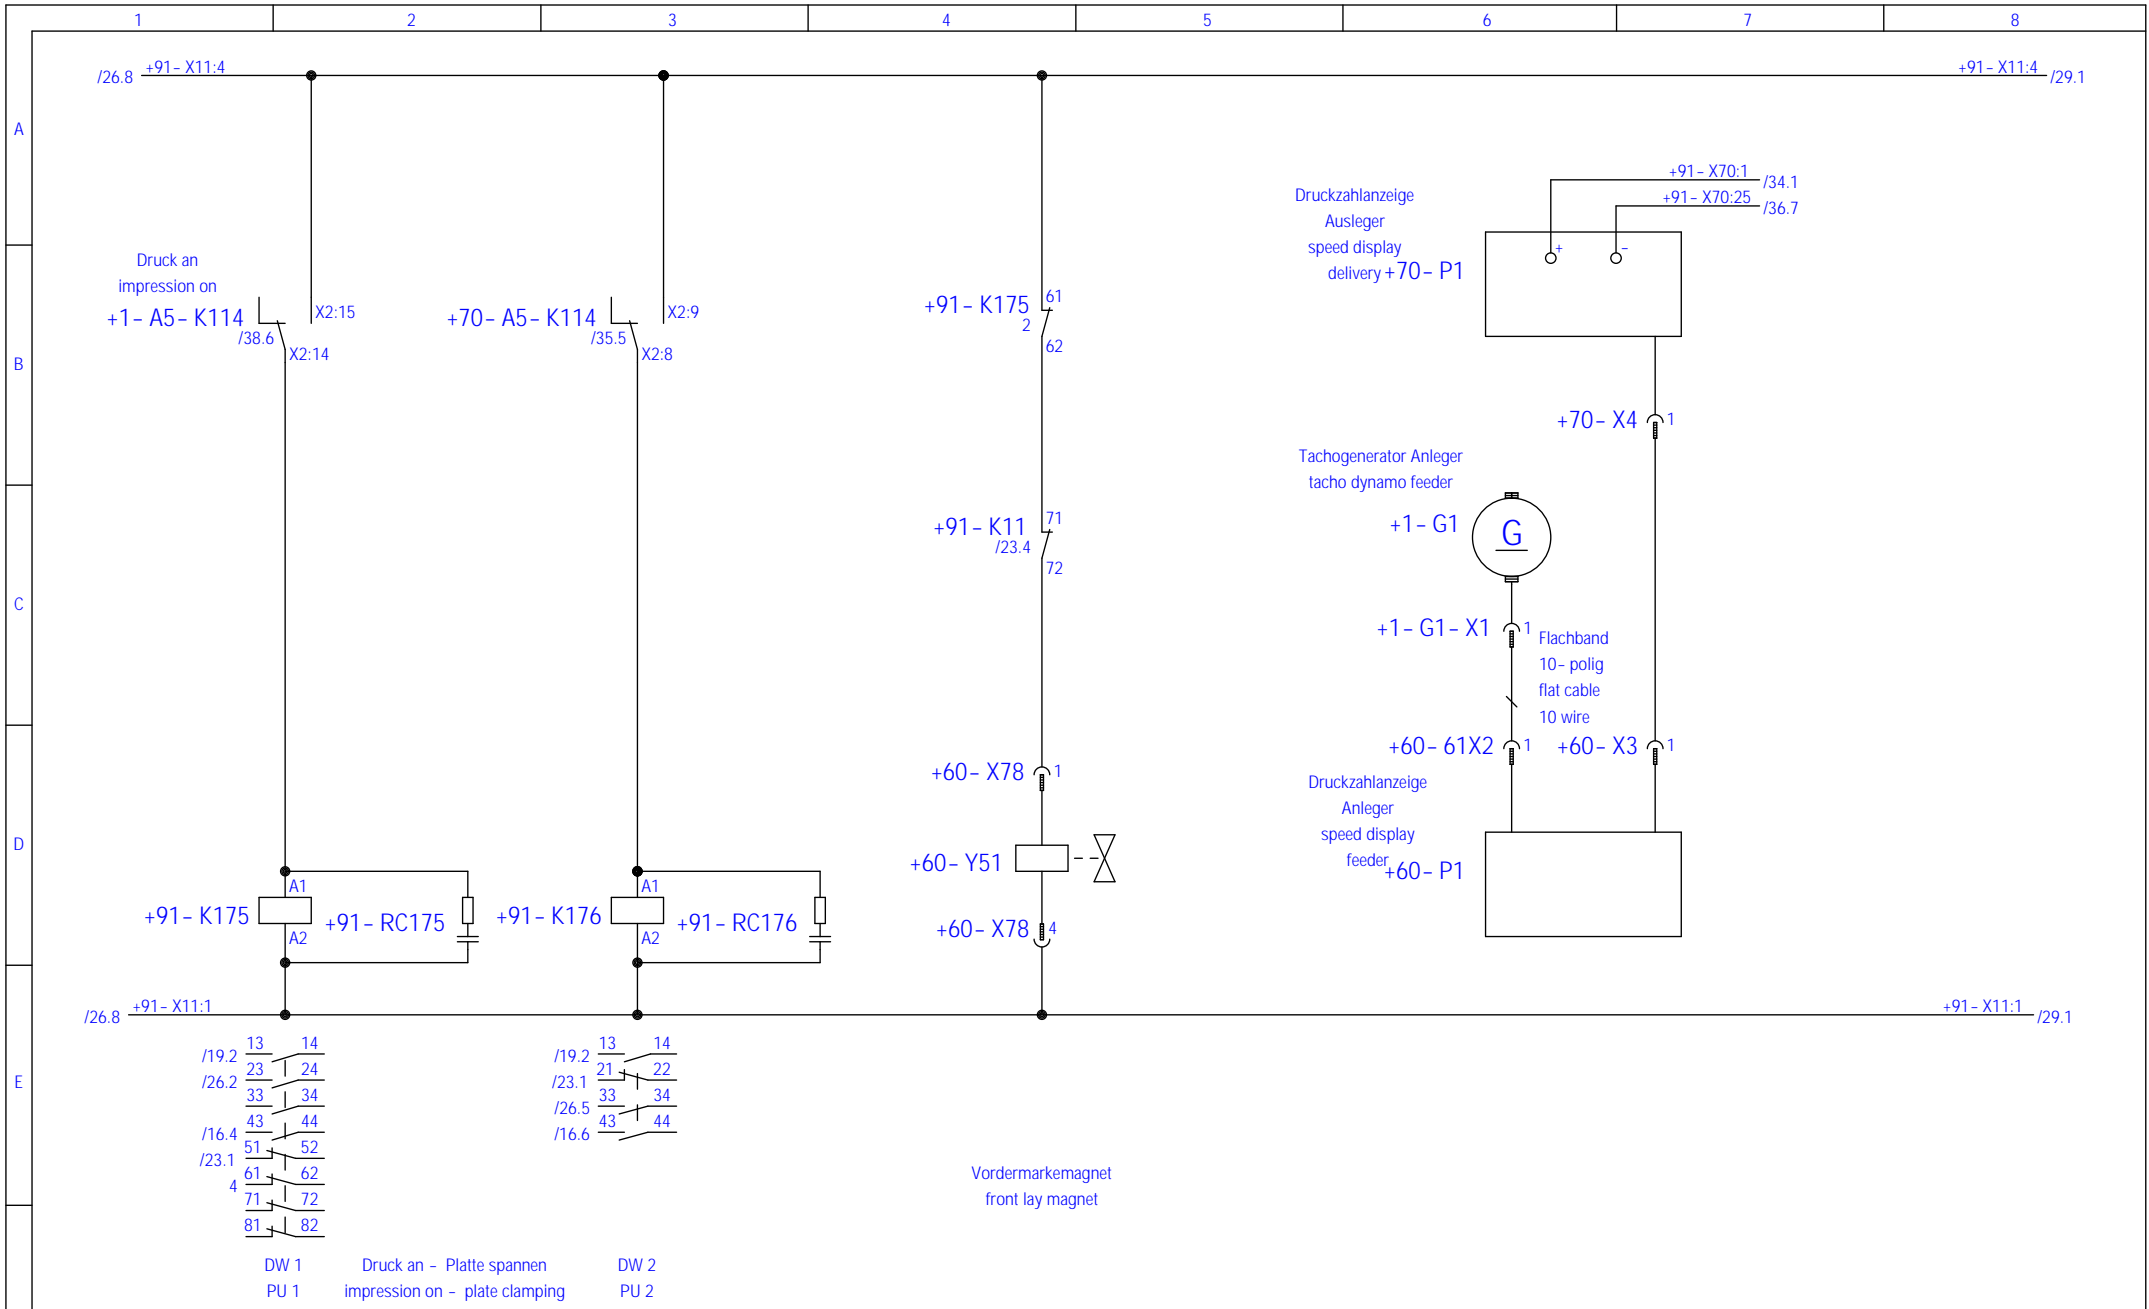 1 2 3 4 5 6 7 8
/26.8 +91- X11:4 +91- X11:4 /29.1
A
+91- X70:1 /34.1
+91- X70:25 /36.7
Druckzahlanzeige
Ausleger
speed display
delivery +70- P1
+ -
Druck an
impression on
+1- A5- K114 X2:15
/38.6
X2:14
+70- A5- K114 X2:9
/35.5
X2:8
+91- K175 61
2
62
B
+70- X4 1
Tachogenerator Anleger
tacho dynamo feeder
+1- G1 G
+91- K11 71
/23.4
72
C
+1- G1- X1 1
Flachband
10- polig
flat cable
10 wire
+60- 61X2 1 +60- X3 1
+60- X78 1
Druckzahlanzeige
Anleger
speed display
feeder +60- P1
D
+60- Y51
A1
+91- K175 +91- RC175
A2
A1
+91- K176 +91- RC176
A2
+60- X78 4
/26.8 +91- X11:1 +91- X11:1 /29.1
E
/19.2 13 14
/26.2 23 24
33 34
/16.4 43 44
/23.1 51 52
4 61 62
71 72
81 82
/19.2 13 14
/23.1 21 22
/26.5 33 34
/16.6 43 44
Vordermarkemagnet
front lay magnet
DW 1 Druck an - Platte spannen DW 2
PU 1 impression on - plate clamping PU 2